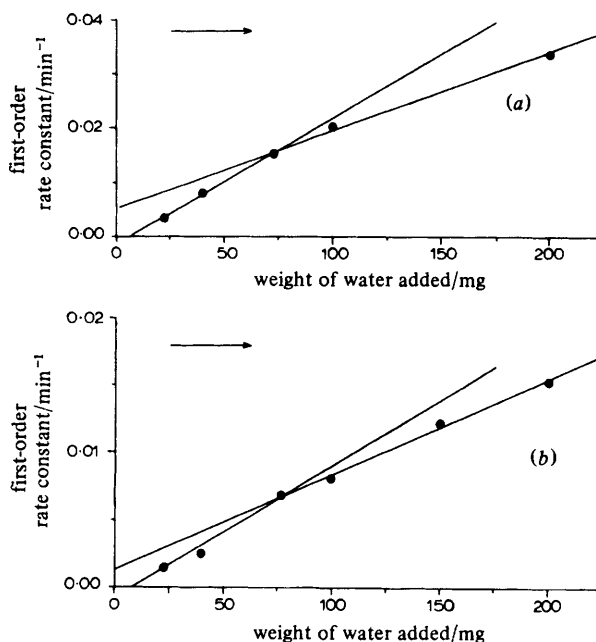 0·04
0·02
0·00
first-order
rate constant/min⁻¹
(a)
0 50 100 150 200
weight of water added/mg
0·02
0·01
0·00
first-order
rate constant/min⁻¹
(b)
0 50 100 150 200
weight of water added/mg